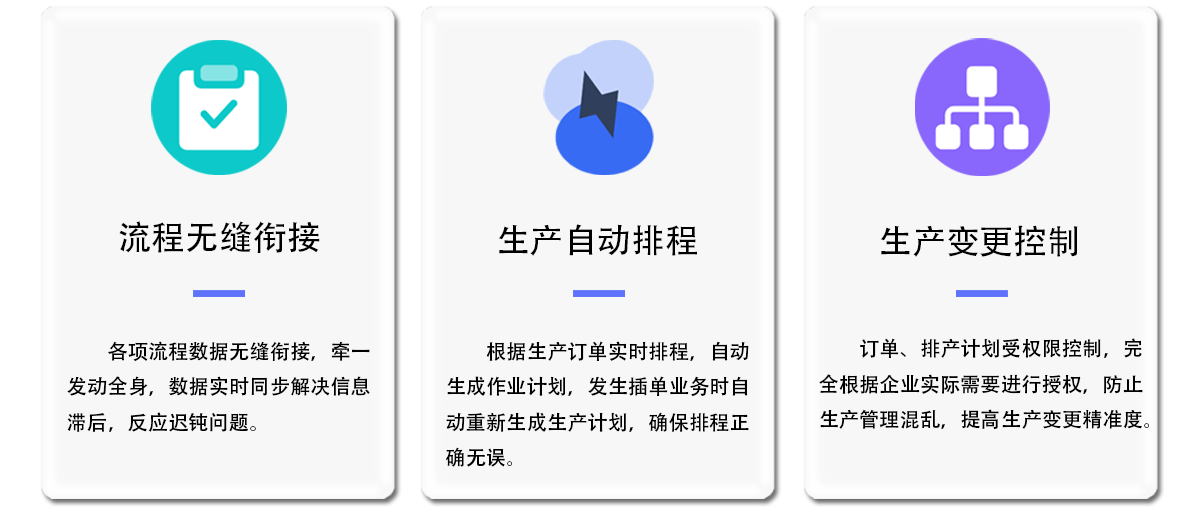 流程无缝衔接
各项流程数据无缝衔接，牵一
发动全身，数据实时同步解决信息
滞后，反应迟钝问题。
生产自动排程
根据生产订单实时排程，自动
生成作业计划，发生插单业务时自
动重新生成生产计划，确保排程正
确无误。
生产变更控制
订单、排产计划受权限控制，完
全根据企业实际需要进行授权，防止
生产管理混乱，提高生产变更精准度。